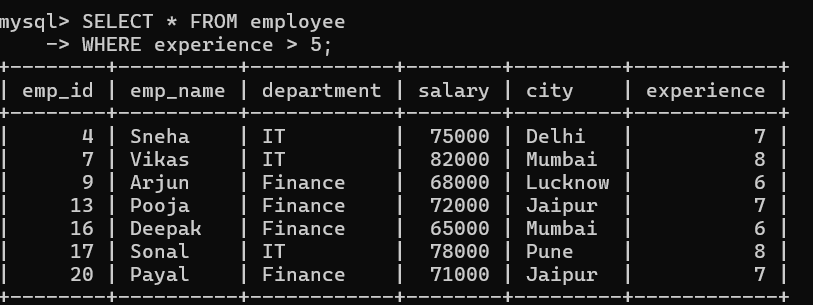 mysql> SELECT * FROM employee
    -> WHERE experience > 5;
+--------+----------+------------+--------+---------+------------+
| emp_id | emp_name | department | salary | city    | experience |
+--------+----------+------------+--------+---------+------------+
|      4 | Sneha    | IT         |  75000 | Delhi   |          7 |
|      7 | Vikas    | IT         |  82000 | Mumbai  |          8 |
|      9 | Arjun    | Finance    |  68000 | Lucknow |          6 |
|     13 | Pooja    | Finance    |  72000 | Jaipur  |          7 |
|     16 | Deepak   | Finance    |  65000 | Mumbai  |          6 |
|     17 | Sonal    | IT         |  78000 | Pune    |          8 |
|     20 | Payal    | Finance    |  71000 | Jaipur  |          7 |
+--------+----------+------------+--------+---------+------------+